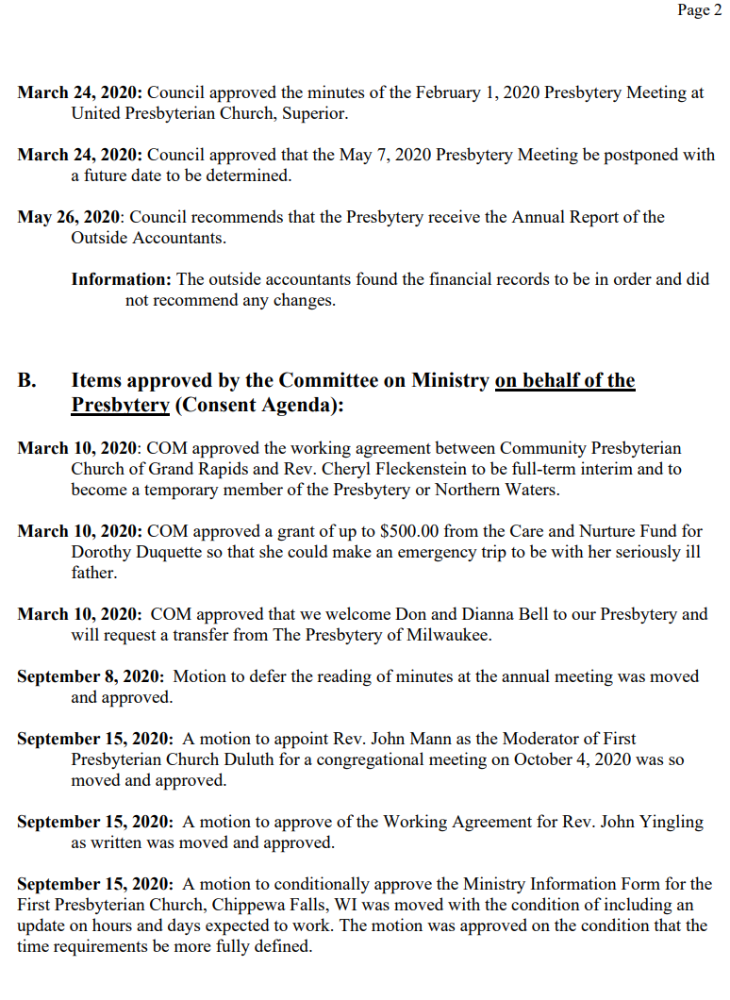 Page 2
March 24, 2020: Council approved the minutes of the February 1, 2020 Presbytery Meeting at
United Presbyterian Church, Superior.
March 24, 2020: Council approved that the May 7, 2020 Presbytery Meeting be postponed with
a future date to be determined.
May 26, 2020: Council recommends that the Presbytery receive the Annual Report of the
Outside Accountants.
Information: The outside accountants found the financial records to be in order and did
not recommend any changes.
B. Items approved by the Committee on Ministry on behalf of the
Presbytery (Consent Agenda):
March 10, 2020: COM approved the working agreement between Community Presbyterian
Church of Grand Rapids and Rev. Cheryl Fleckenstein to be full-term interim and to
become a temporary member of the Presbytery or Northern Waters.
March 10, 2020: COM approved a grant of up to $500.00 from the Care and Nurture Fund for
Dorothy Duquette so that she could make an emergency trip to be with her seriously ill
father.
March 10, 2020: COM approved that we welcome Don and Dianna Bell to our Presbytery and
will request a transfer from The Presbytery of Milwaukee.
September 8, 2020: Motion to defer the reading of minutes at the annual meeting was moved
and approved.
September 15, 2020: A motion to appoint Rev. John Mann as the Moderator of First
Presbyterian Church Duluth for a congregational meeting on October 4, 2020 was so
moved and approved.
September 15, 2020: A motion to approve of the Working Agreement for Rev. John Yingling
as written was moved and approved.
September 15, 2020: A motion to conditionally approve the Ministry Information Form for the
First Presbyterian Church, Chippewa Falls, WI was moved with the condition of including an
update on hours and days expected to work. The motion was approved on the condition that the
time requirements be more fully defined.